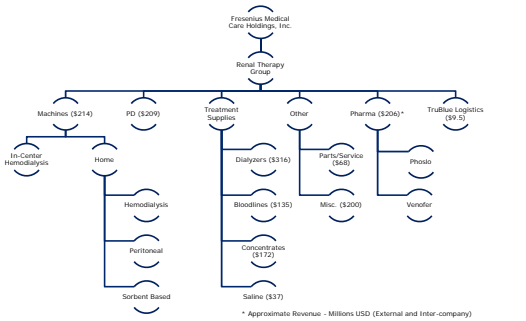 Fresenius Medical
Care Holdings, Inc.
Renal Therapy
Group
Machines ($214)
PD ($209)
Treatment
Supplies
Other
Pharma ($206)*
TruBlue Logistics
($9.5)
In-Center
Hemodialysis
Home
Dialyzers ($316)
Parts/Service
($68)
Phoslo
Hemodialysis
Bloodlines ($135)
Misc. ($200)
Venofer
Peritoneal
Concentrates
($172)
Sorbent Based
Saline ($37)
* Approximate Revenue - Millions USD (External and Inter-company)